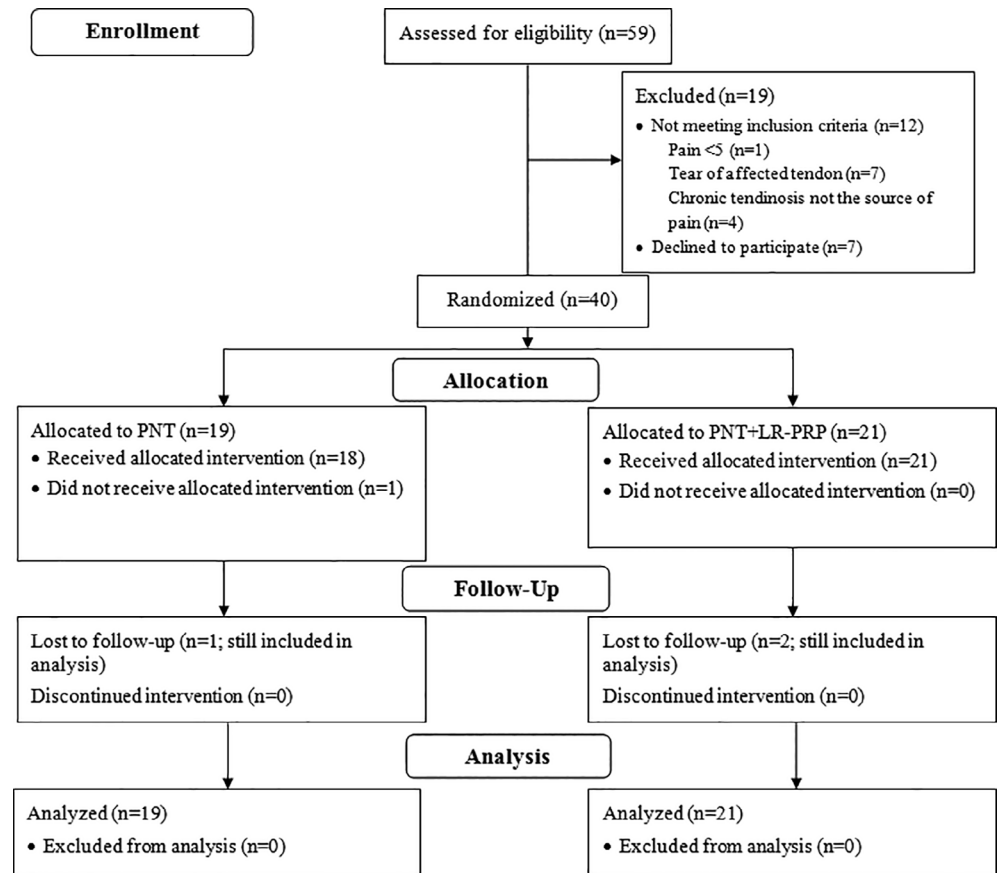 Enrollment
Assessed for eligibility (n=59)
Excluded (n=19)
• Not meeting inclusion criteria (n=12)
Pain <5 (n=1)
Tear of affected tendon (n=7)
Chronic tendinosis not the source of
pain (n=4)
• Declined to participate (n=7)
Randomized (n=40)
Allocation
Allocated to PNT (n=19)
• Received allocated intervention (n=18)
• Did not receive allocated intervention (n=1)
Allocated to PNT+LR-PRP (n=21)
• Received allocated intervention (n=21)
• Did not receive allocated intervention (n=0)
Follow-Up
Lost to follow-up (n=1; still included in
analysis)
Discontinued intervention (n=0)
Lost to follow-up (n=2; still included in
analysis)
Discontinued intervention (n=0)
Analysis
Analyzed (n=19)
• Excluded from analysis (n=0)
Analyzed (n=21)
• Excluded from analysis (n=0)